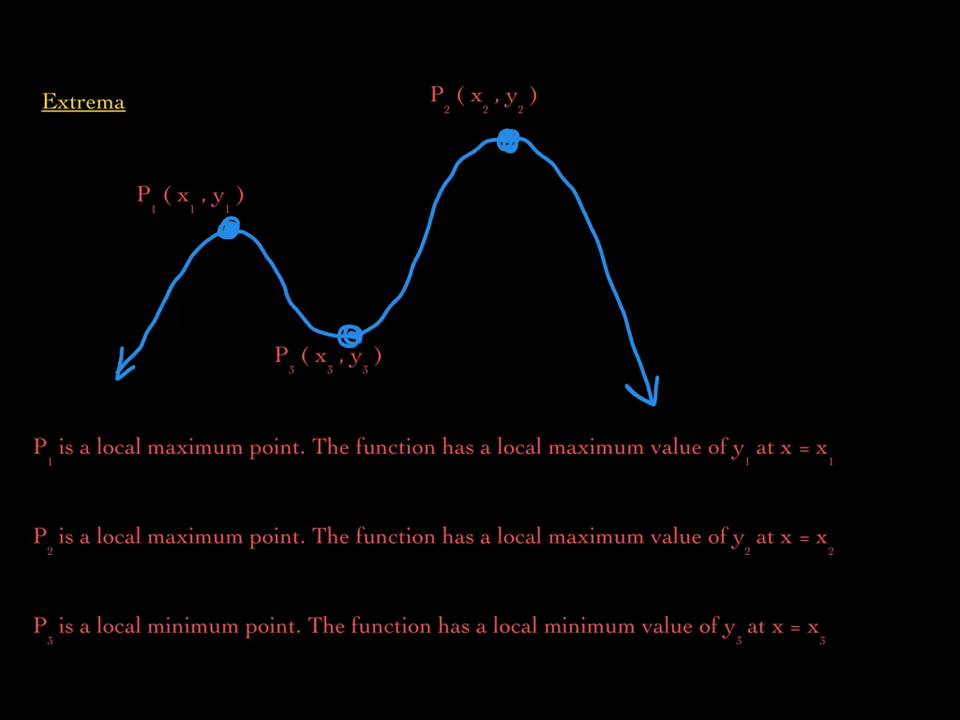 Extrema
P₂ ( x₂ , y₂ )
P₁ ( x₁ , y₁ )
P₃ ( x₃ , y₃ )
P₁ is a local maximum point. The function has a local maximum value of y₁ at x = x₁
P₂ is a local maximum point. The function has a local maximum value of y₂ at x = x₂
P₃ is a local minimum point. The function has a local minimum value of y₃ at x = x₃